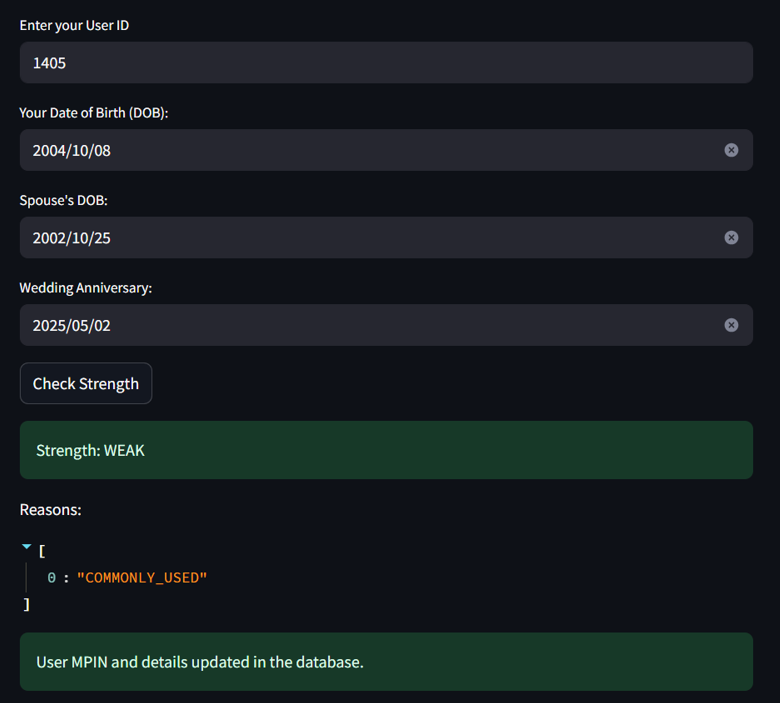 Enter your User ID
1405
Your Date of Birth (DOB):
2004/10/08
Spouse's DOB:
2002/10/25
Wedding Anniversary:
2025/05/02
Check Strength
Strength: WEAK
Reasons:
[
0 : "COMMONLY_USED"
]
User MPIN and details updated in the database.